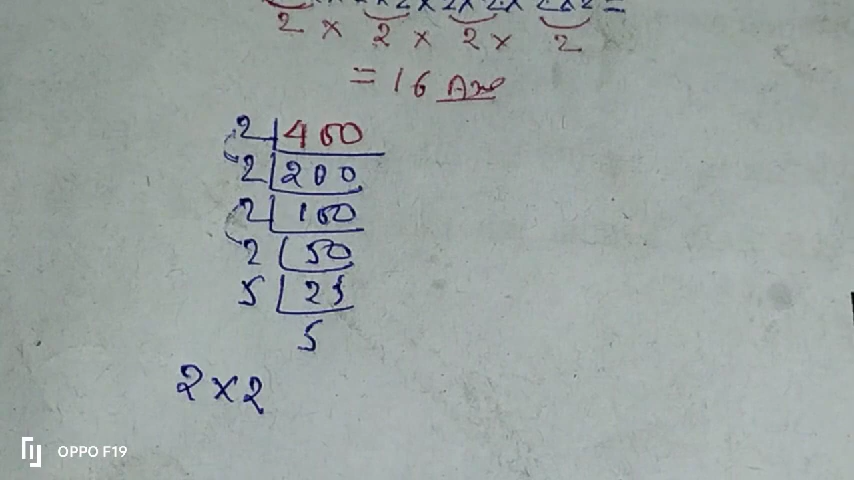 2 × 2 × 2 × 2
= 16 Ans
2 | 400
2 | 200
2 | 100
2 | 50
5 | 25
5
2 × 2
OPPO F19